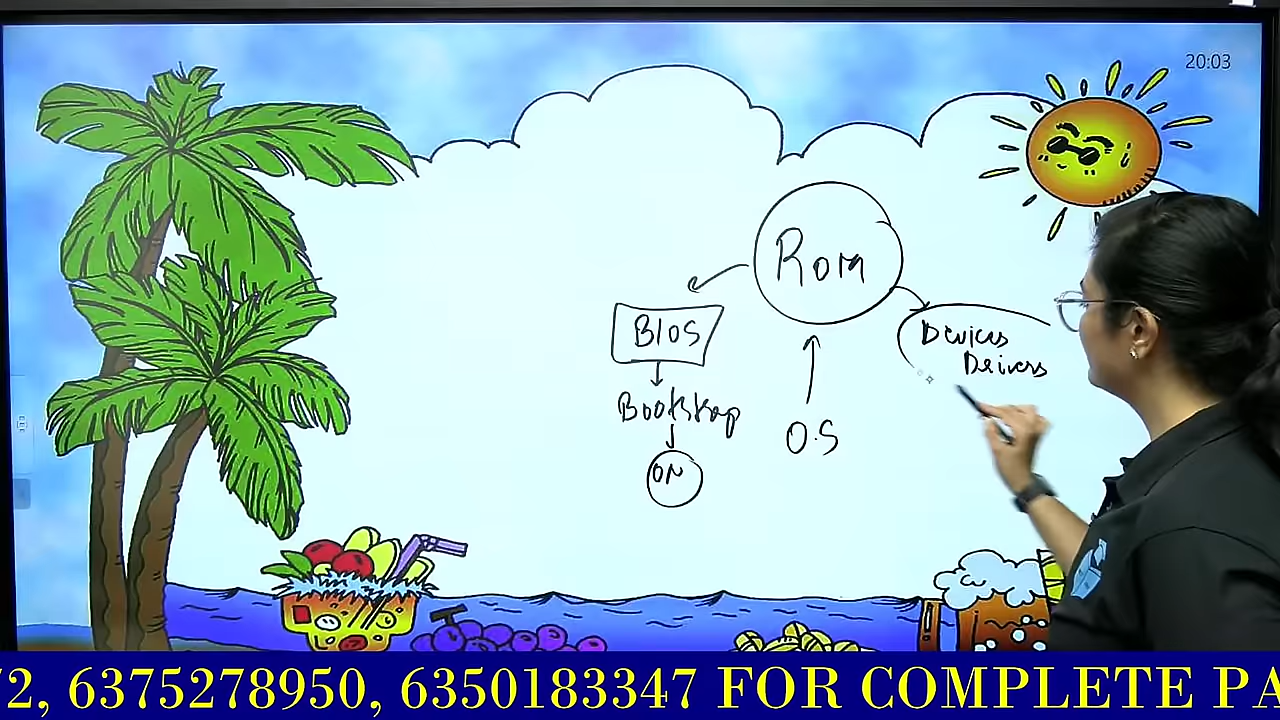 20:03
Rom
BIOS
Devices
Drivers
Bootstrap
O.S
ON
72, 6375278950, 6350183347 FOR COMPLETE PA